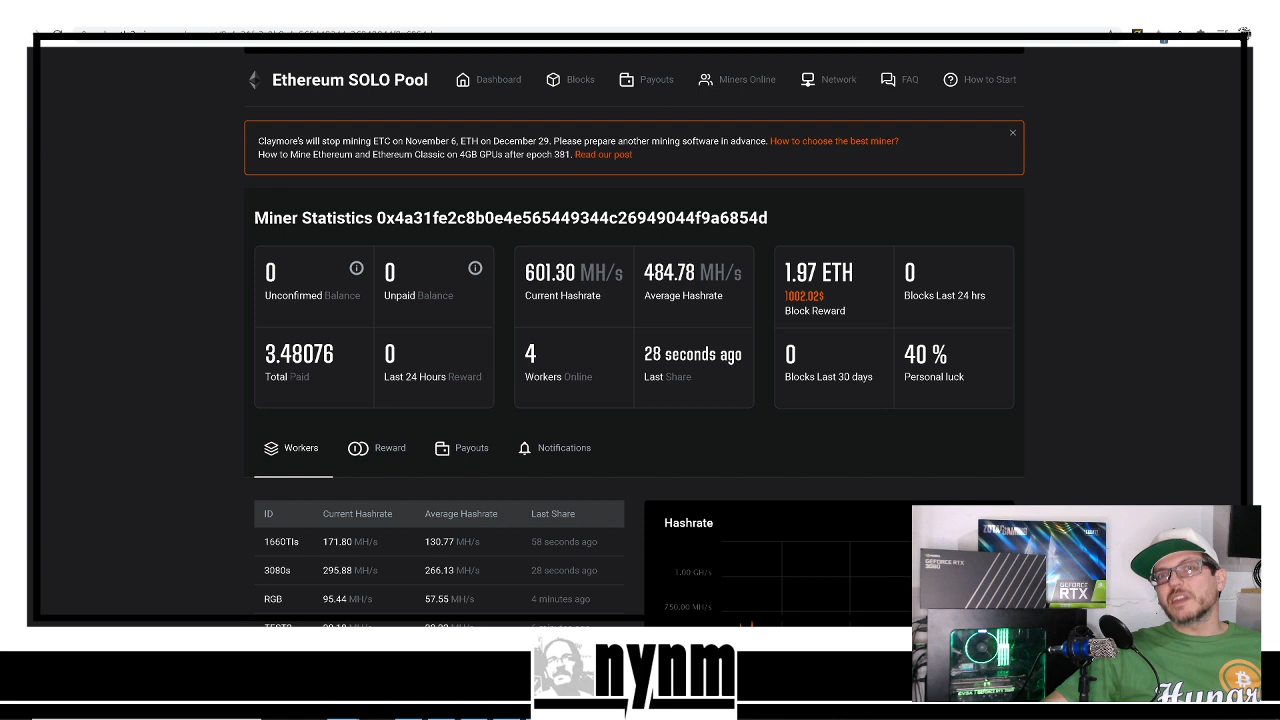 Ethereum SOLO Pool
Dashboard
Blocks
Payouts
Miners Online
Network
FAQ
How to Start
Claymore's will stop mining ETC on November 6, ETH on December 29. Please prepare another mining software in advance. How to choose the best miner?
How to Mine Ethereum and Ethereum Classic on 4GB GPUs after epoch 381. Read our post
Miner Statistics 0x4a31fe2c8b0e4e565449344c26949044f9a6854d
0
Unconfirmed Balance
0
Unpaid Balance
601.30 MH/s
Current Hashrate
484.78 MH/s
Average Hashrate
1.97 ETH
1002.02$
Block Reward
0
Blocks Last 24 hrs
3.48076
Total Paid
0
Last 24 Hours Reward
4
Workers Online
28 seconds ago
Last Share
0
Blocks Last 30 days
40 %
Personal luck
Workers
Reward
Payouts
Notifications
ID Current Hashrate Average Hashrate Last Share
1660TIs 171.80 MH/s 130.77 MH/s 58 seconds ago
3080s 295.88 MH/s 266.13 MH/s 28 seconds ago
RGB 95.44 MH/s 57.55 MH/s 4 minutes ago
Hashrate
1.00 GH/s
750.00 MH/s
ZOTAC GAMING
GEFORCE RTX
GEFORCE
RTX
nynm